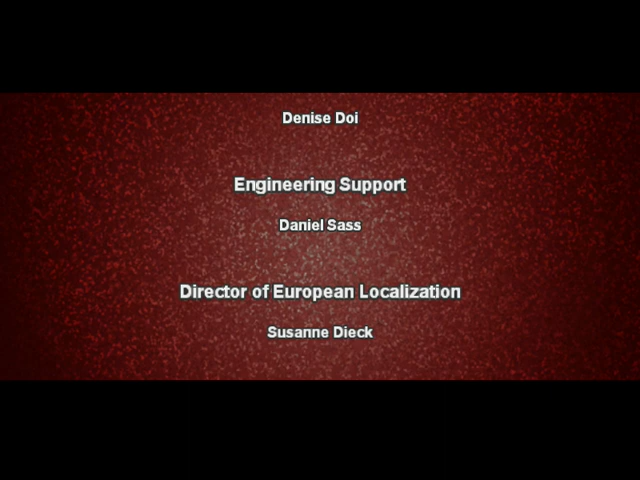 Denise Doi
Engineering Support
Daniel Sass
Director of European Localization
Susanne Dieck